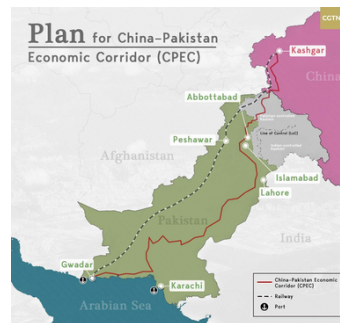 CGTN
Plan for China-Pakistan
Economic Corridor (CPEC)
Kashgar
China
Abbottabad
Line of Control (LoC)
Peshawar
Afghanistan
Islamabad
Lahore
Pakistan
India
Gwadar
Karachi
Arabian Sea
China-Pakistan Economic
Corridor (CPEC)
Railway
Port